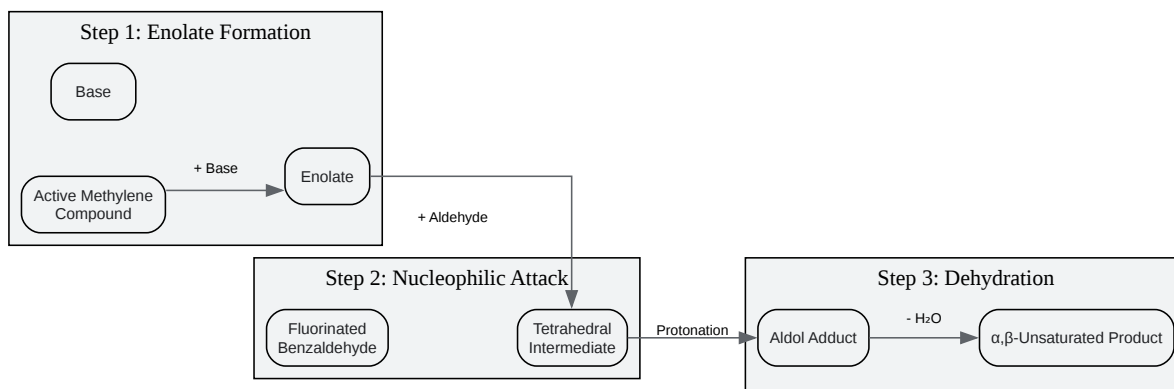 Step 1: Enolate Formation
Base
+ Base
Enolate
Active Methylene
Compound
+ Aldehyde
Step 2: Nucleophilic Attack
Fluorinated
Benzaldehyde
Tetrahedral
Intermediate
Protonation
Step 3: Dehydration
Aldol Adduct
- H₂O
α,β-Unsaturated Product